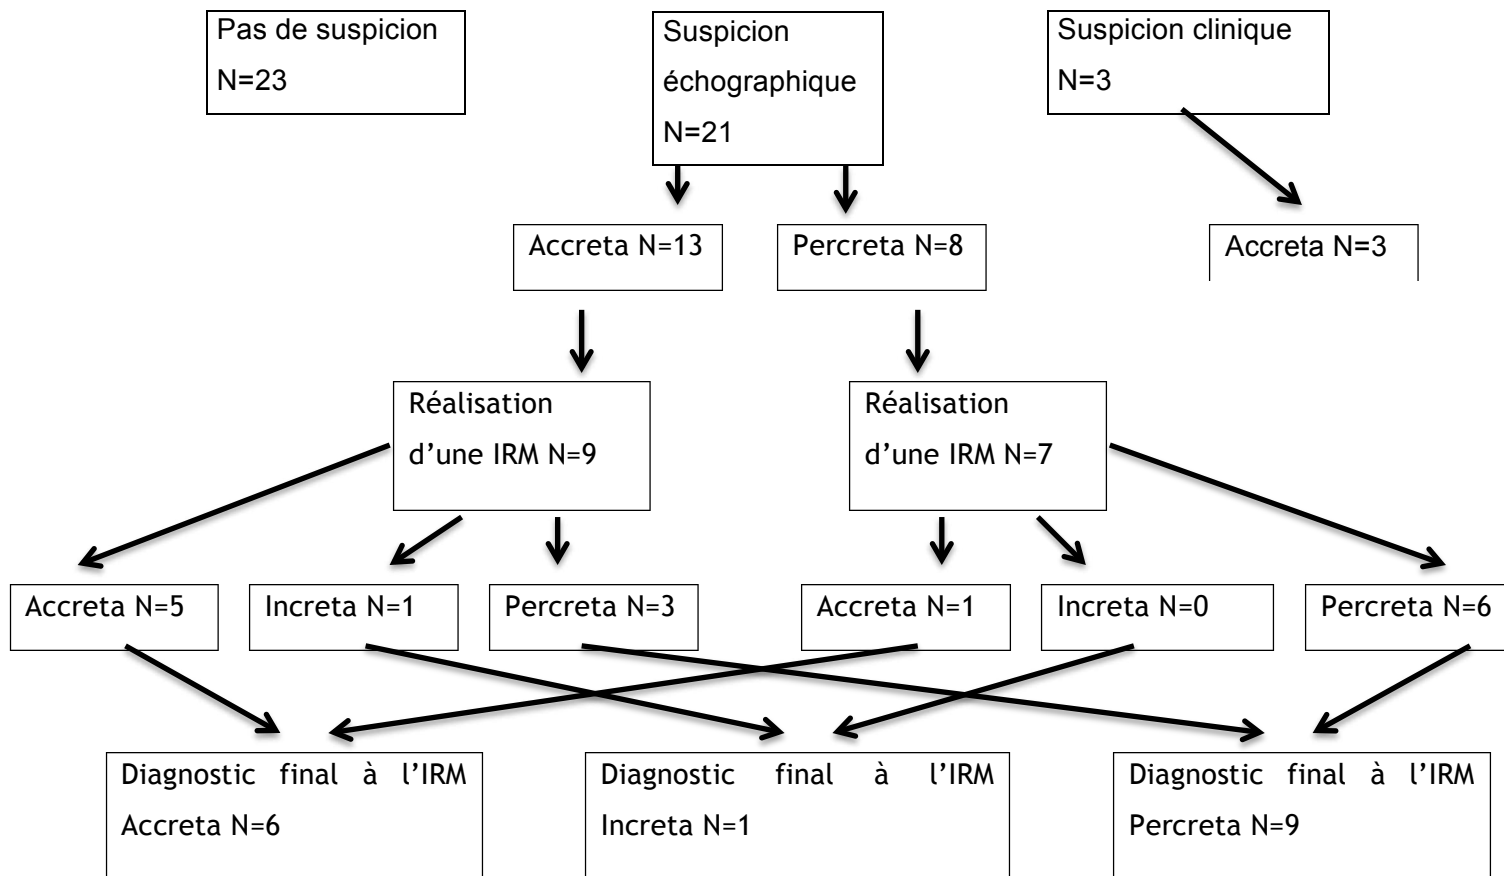 Pas de suspicion
N=23
Suspicion
échographique
N=21
Suspicion clinique
N=3
Accreta N=13
Percreta N=8
Accreta N=3
Réalisation
d’une IRM N=9
Réalisation
d’une IRM N=7
Accreta N=5
Increta N=1
Percreta N=3
Accreta N=1
Increta N=0
Percreta N=6
Diagnostic final à l’IRM
Accreta N=6
Diagnostic final à l’IRM
Increta N=1
Diagnostic final à l’IRM
Percreta N=9